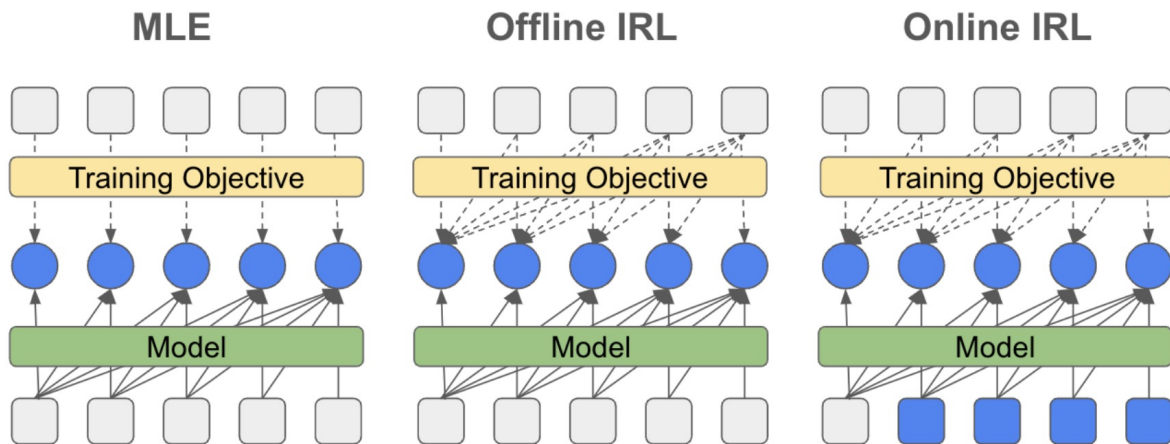 MLE
Offline IRL
Online IRL
Training Objective
Training Objective
Training Objective
Model
Model
Model